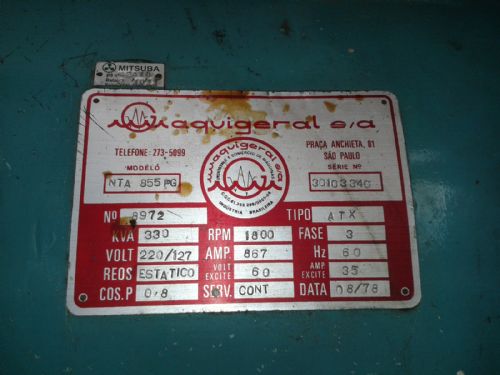 MITSUBA
Maquigeral s/a
TELEFONE: 273-5099
PRAÇA ANCHIETA, 81
SÃO PAULO
MODELO
SERIE Nº
NTA 855 PG
maquigeral s/a
INDÚSTRIA BRASILEIRA
NO 8972 TIPO ATX
KVA 330 RPM 1800 FASE 3
VOLT 220/127 AMP. 867 Hz 60
REOS ESTATICO VOLT EXCITE 60 AMP EXCITE 35
COS.P 0,8 SERV. CONT DATA 08/78